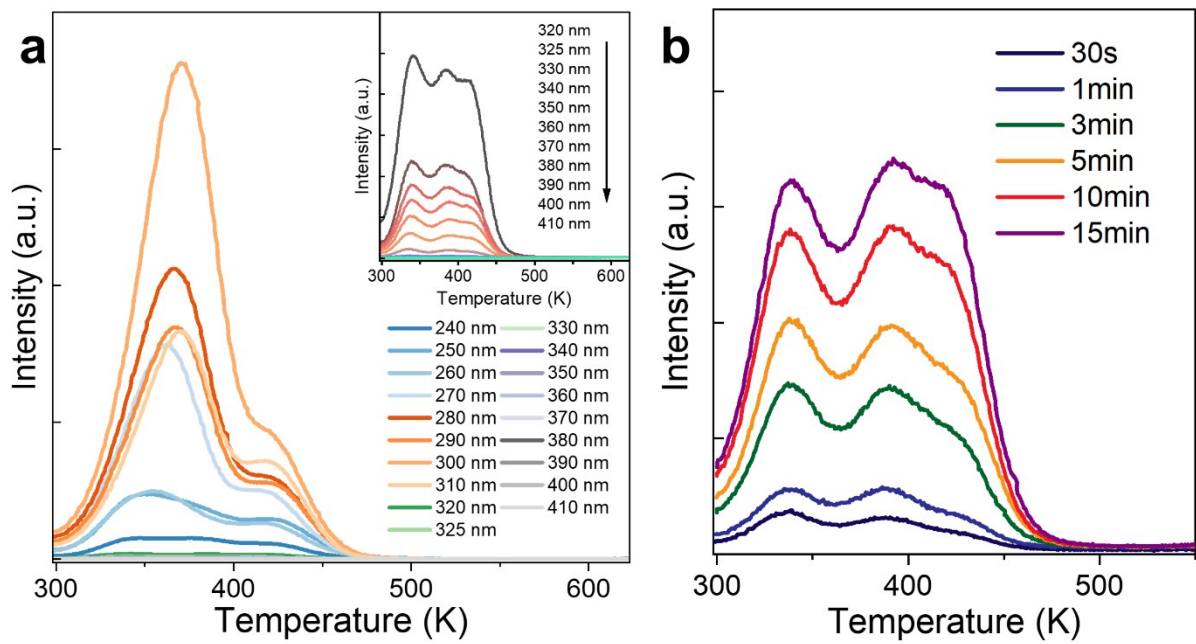 a
Intensity (a.u.)
300
400
500
600
Temperature (K)
Intensity (a.u.)
300
400
500
600
Temperature (K)
320 nm
325 nm
330 nm
340 nm
350 nm
360 nm
370 nm
380 nm
390 nm
400 nm
410 nm
240 nm
250 nm
260 nm
270 nm
280 nm
290 nm
300 nm
310 nm
320 nm
325 nm
330 nm
340 nm
350 nm
360 nm
370 nm
380 nm
390 nm
400 nm
410 nm
b
Intensity (a.u.)
300
400
500
Temperature (K)
30s
1min
3min
5min
10min
15min